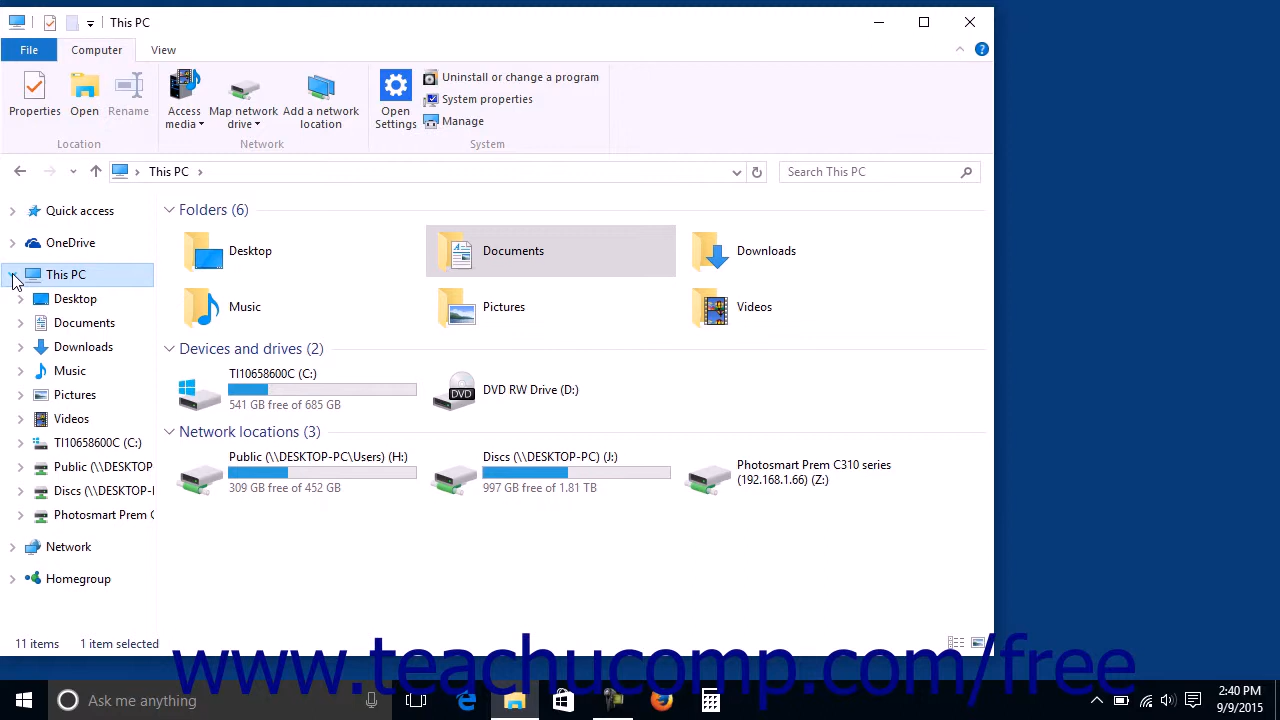 This PC
File
Computer
View
Properties
Open
Rename
Access media
Map network drive
Add a network location
Open Settings
Uninstall or change a program
System properties
Manage
Location
Network
System
This PC
Search This PC
Quick access
OneDrive
This PC
Desktop
Documents
Downloads
Music
Pictures
Videos
TI10658600C (C:)
Public (\\DESKTOP
Discs (\\DESKTOP-
Photosmart Prem C
Network
Homegroup
Folders (6)
Desktop
Documents
Downloads
Music
Pictures
Videos
Devices and drives (2)
TI10658600C (C:)
541 GB free of 685 GB
DVD
DVD RW Drive (D:)
Network locations (3)
Public (\\DESKTOP-PC\Users) (H:)
309 GB free of 452 GB
Discs (\\DESKTOP-PC) (J:)
997 GB free of 1.81 TB
Photosmart Prem C310 series
(192.168.1.66) (Z:)
11 items
1 item selected
www.teachucomp.com/free
Ask me anything
2:40 PM
9/9/2015